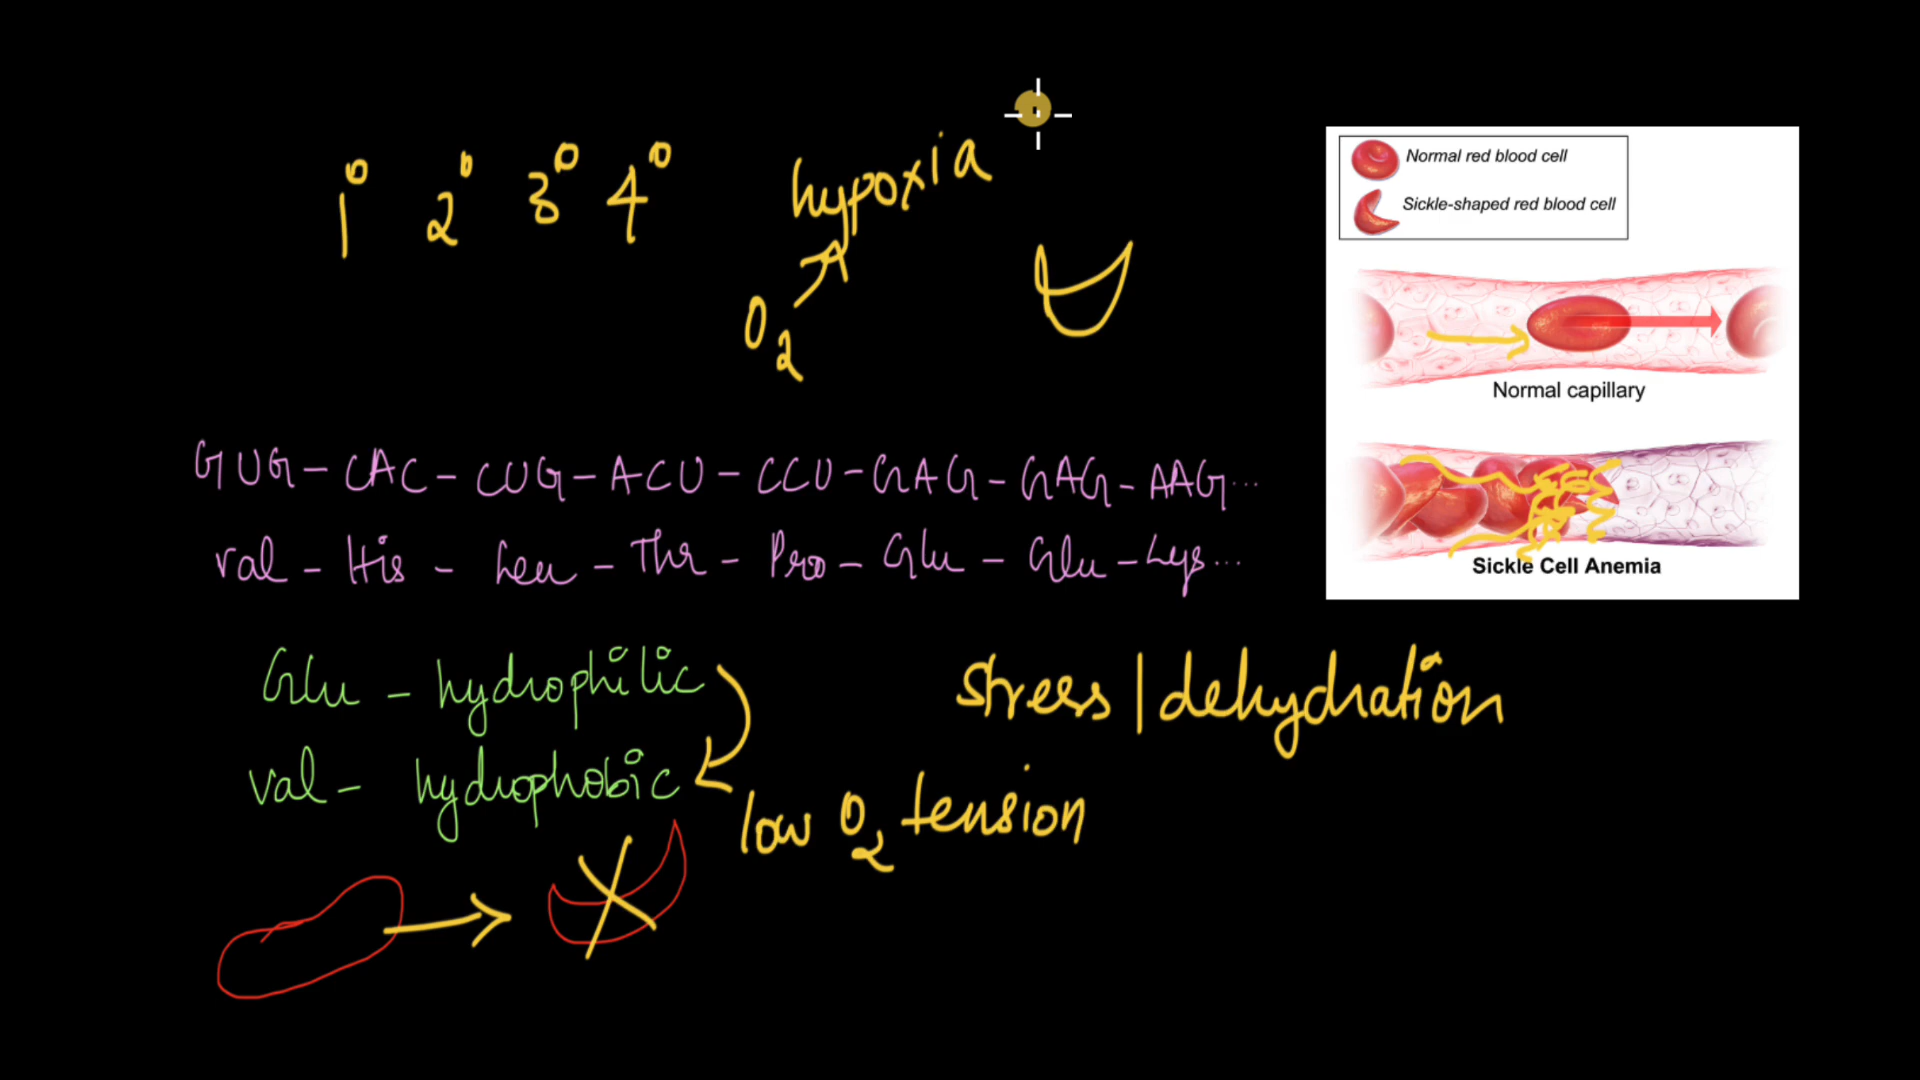 1° 2° 3° 4°
hypoxia
O₂
Normal red blood cell
Sickle-shaped red blood cell
Normal capillary
GUG – CAC – CUG – ACU – CCU – GAG – GAG – AAG...
val – His – Leu – Thr – Pro – Glu – Glu – Lys...
Sickle Cell Anemia
Glu – hydrophilic
val – hydrophobic
stress | dehydration
low O₂ tension